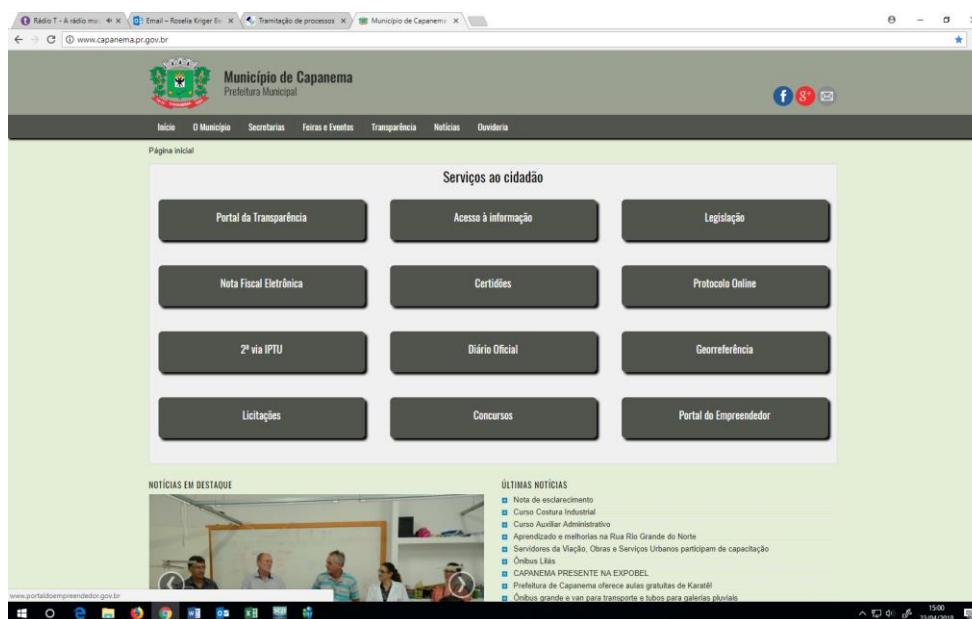 Rádio T - A rádio mu
Email – Roselia Kriger Be
Tramitação de processos
Município de Capanema
www.capanema.pr.gov.br
Município de Capanema
Prefeitura Municipal
Início O Município Secretarias Feiras e Eventos Transparência Notícias Ouvidoria
Página inicial
Serviços ao cidadão
Portal da Transparência Acesso à informação Legislação
Nota Fiscal Eletrônica Certidões Protocolo Online
2ª via IPTU Diário Oficial Georreferência
Licitações Concursos Portal do Empreendedor
NOTÍCIAS EM DESTAQUE
ÚLTIMAS NOTÍCIAS
Nota de esclarecimento
Curso Costura Industrial
Curso Auxiliar Administrativo
Aprendizado e melhorias na Rua Rio Grande do Norte
Servidores da Viação, Obras e Serviços Urbanos participam de capacitação
Ônibus Lilás
CAPANEMA PRESENTE NA EXPOBEL
Prefeitura de Capanema oferece aulas gratuitas de Karatê!
Ônibus grande e van para transporte e tubos para galerias pluviais
www.portaldoempreendedor.gov.br
15:00
23/04/2018